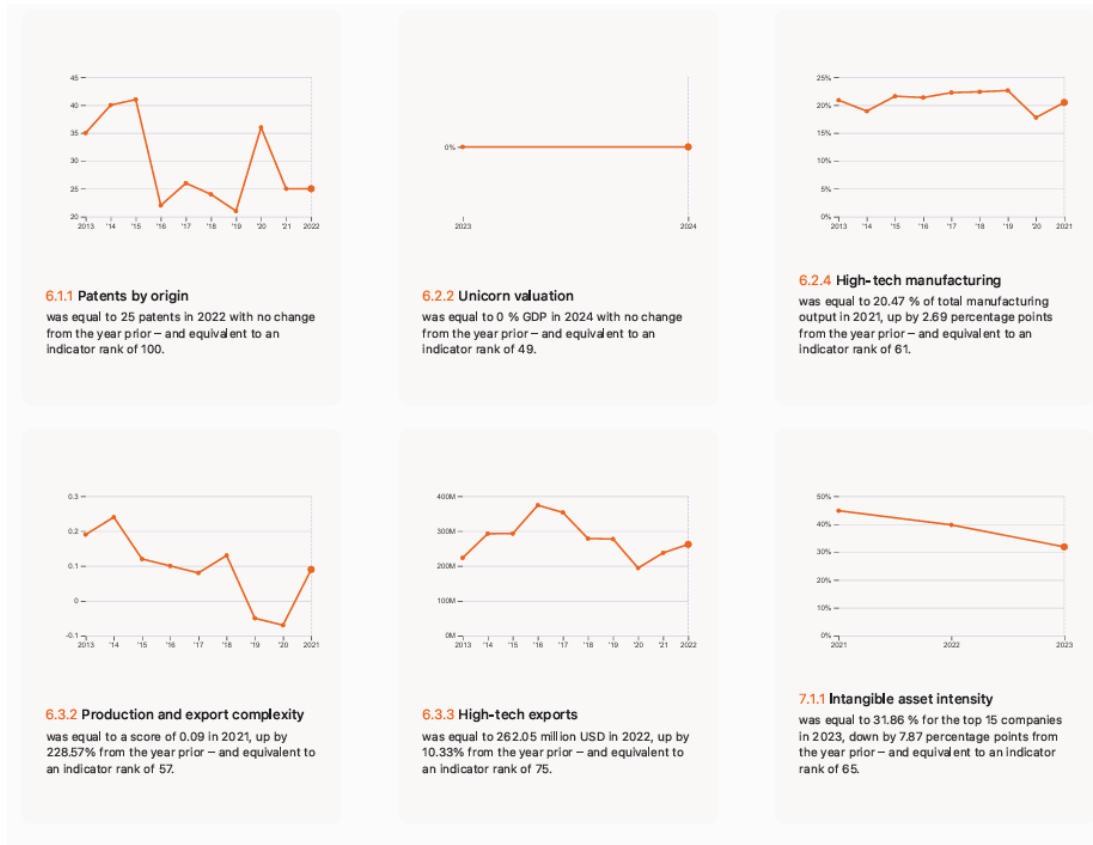 45
40
35
30
25
20
2013 '14 '15 '16 '17 '18 '19 '20 '21 2022
6.1.1 Patents by origin
was equal to 25 patents in 2022 with no change
from the year prior – and equivalent to an
indicator rank of 100.
0%
2023 2024
6.2.2 Unicorn valuation
was equal to 0 % GDP in 2024 with no change
from the year prior – and equivalent to an
indicator rank of 49.
25%
20%
15%
10%
5%
0%
2013 '14 '15 '16 '17 '18 '19 '20 2021
6.2.4 High-tech manufacturing
was equal to 20.47 % of total manufacturing
output in 2021, up by 2.69 percentage points
from the year prior – and equivalent to an
indicator rank of 61.
0.3
0.2
0.1
0
-0.1
2013 '14 '15 '16 '17 '18 '19 '20 2021
6.3.2 Production and export complexity
was equal to a score of 0.09 in 2021, up by
228.57% from the year prior – and equivalent to
an indicator rank of 57.
400M
300M
200M
100M
0M
2013 '14 '15 '16 '17 '18 '19 '20 '21 2022
6.3.3 High-tech exports
was equal to 262.05 million USD in 2022, up by
10.33% from the year prior – and equivalent to
an indicator rank of 75.
50%
40%
30%
20%
10%
0%
2021 2022 2023
7.1.1 Intangible asset intensity
was equal to 31.86 % for the top 15 companies
in 2023, down by 7.87 percentage points from
the year prior – and equivalent to an indicator
rank of 65.